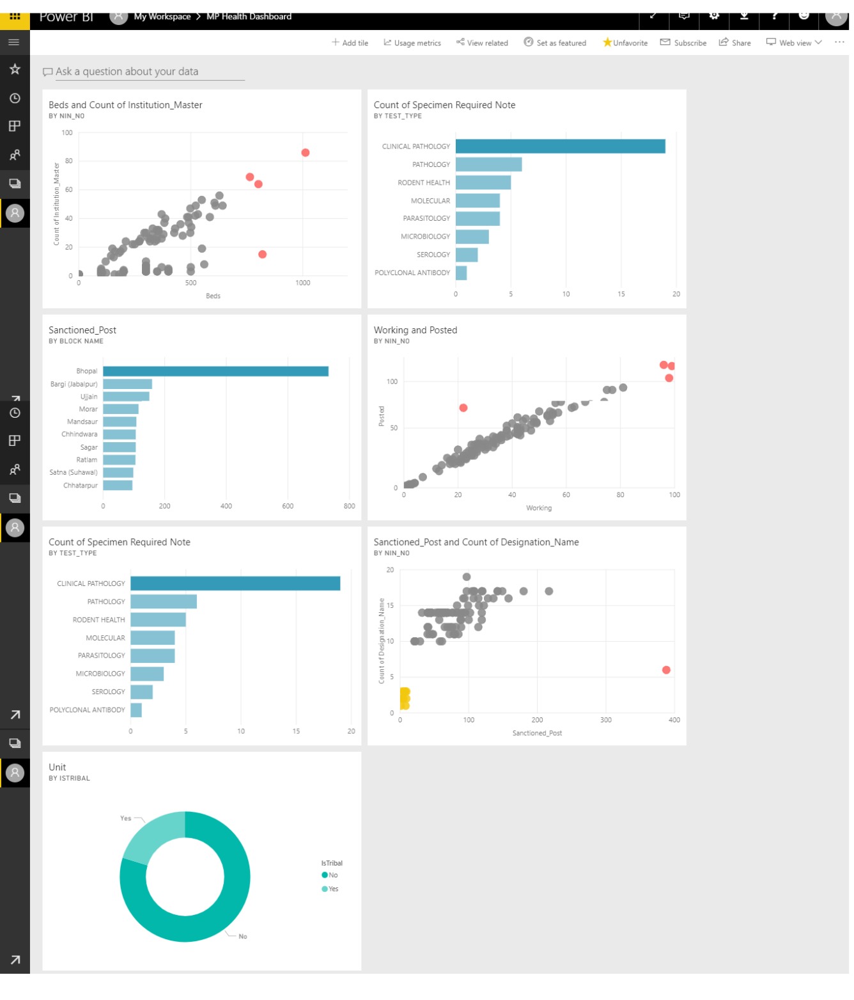 Power BI My Workspace > MP Health Dashboard
Add tile Usage metrics View related Set as featured Unfavorite Subscribe Share Web view ...
Ask a question about your data
Beds and Count of Institution_Master
BY NIN_NO
Count of Institution_Master
100
80
60
40
20
0
0 500 1000
Beds
Count of Specimen Required Note
BY TEST_TYPE
CLINICAL PATHOLOGY
PATHOLOGY
RODENT HEALTH
MOLECULAR
PARASITOLOGY
MICROBIOLOGY
SEROLOGY
POLYCLONAL ANTIBODY
0 5 10 15 20
Sanctioned_Post
BY BLOCK NAME
Bhopal
Bargi (Jabalpur)
Ujjain
Morar
Mandsaur
Chhindwara
Sagar
Ratlam
Satna (Suhawal)
Chhatarpur
0 200 400 600 800
Working and Posted
BY NIN_NO
Posted
100
50
0
0 20 40 60 80 100
Working
Count of Specimen Required Note
BY TEST_TYPE
CLINICAL PATHOLOGY
PATHOLOGY
RODENT HEALTH
MOLECULAR
PARASITOLOGY
MICROBIOLOGY
SEROLOGY
POLYCLONAL ANTIBODY
0 5 10 15 20
Sanctioned_Post and Count of Designation_Name
BY NIN_NO
Count of Designation_Name
20
15
10
5
0
0 100 200 300 400
Sanctioned_Post
Unit
BY ISTRIBAL
Yes
No
IsTribal
No
Yes